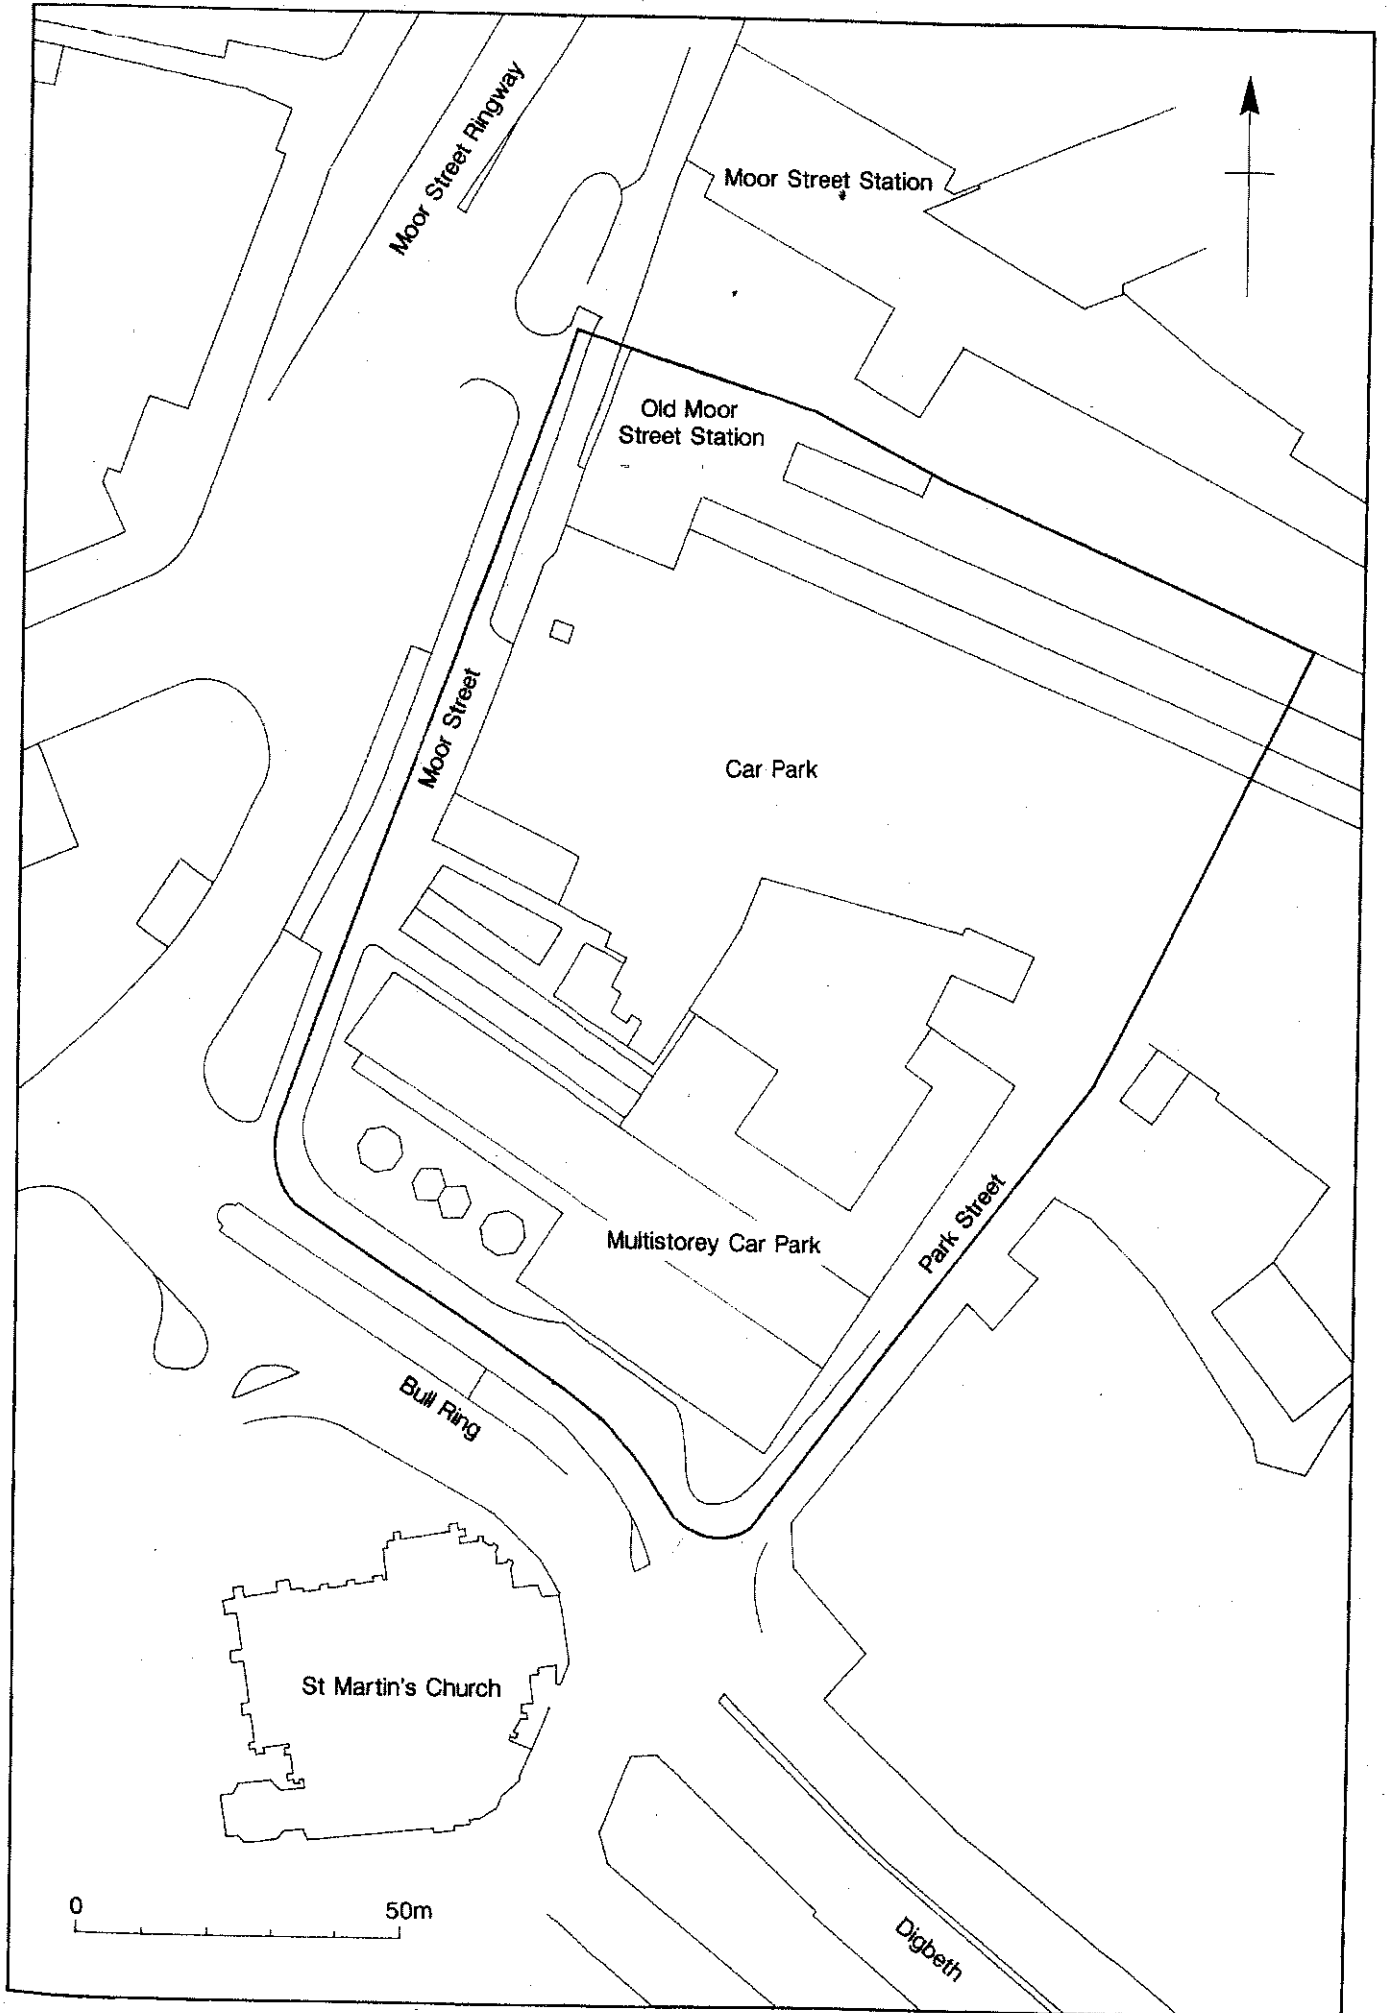 Moor Street Ringway
Moor Street Station
Old Moor
Street Station
Moor Street
Car Park
Multistorey Car Park
Park Street
Bull Ring
St Martin's Church
0 50m
Digbeth